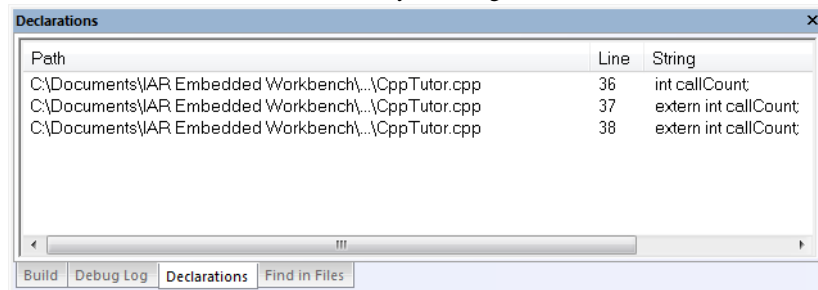 Declarations
Path Line String
C:\Documents\IAR Embedded Workbench\...\CppTutor.cpp 36 int callCount;
C:\Documents\IAR Embedded Workbench\...\CppTutor.cpp 37 extern int callCount;
C:\Documents\IAR Embedded Workbench\...\CppTutor.cpp 38 extern int callCount;
Build Debug Log Declarations Find in Files